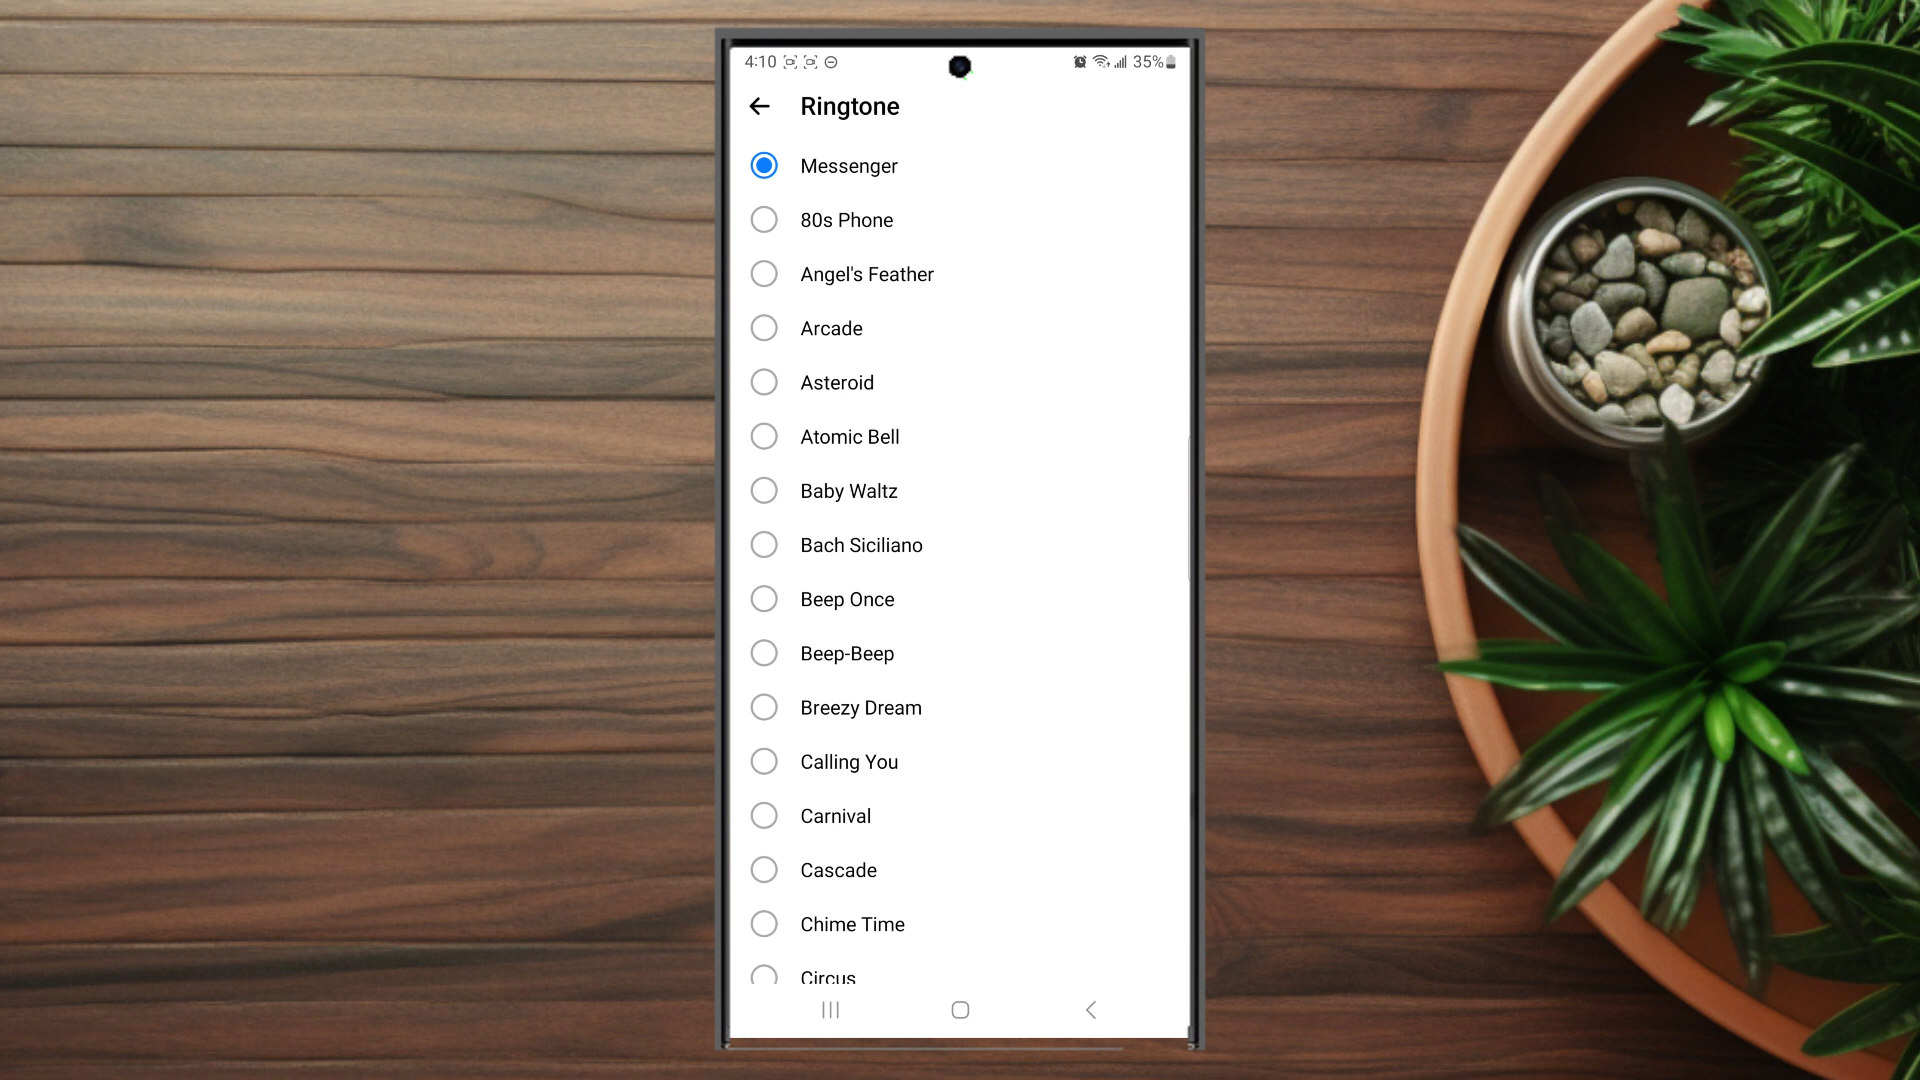 4:10 35%
Ringtone
Messenger
80s Phone
Angel's Feather
Arcade
Asteroid
Atomic Bell
Baby Waltz
Bach Siciliano
Beep Once
Beep-Beep
Breezy Dream
Calling You
Carnival
Cascade
Chime Time
Circus